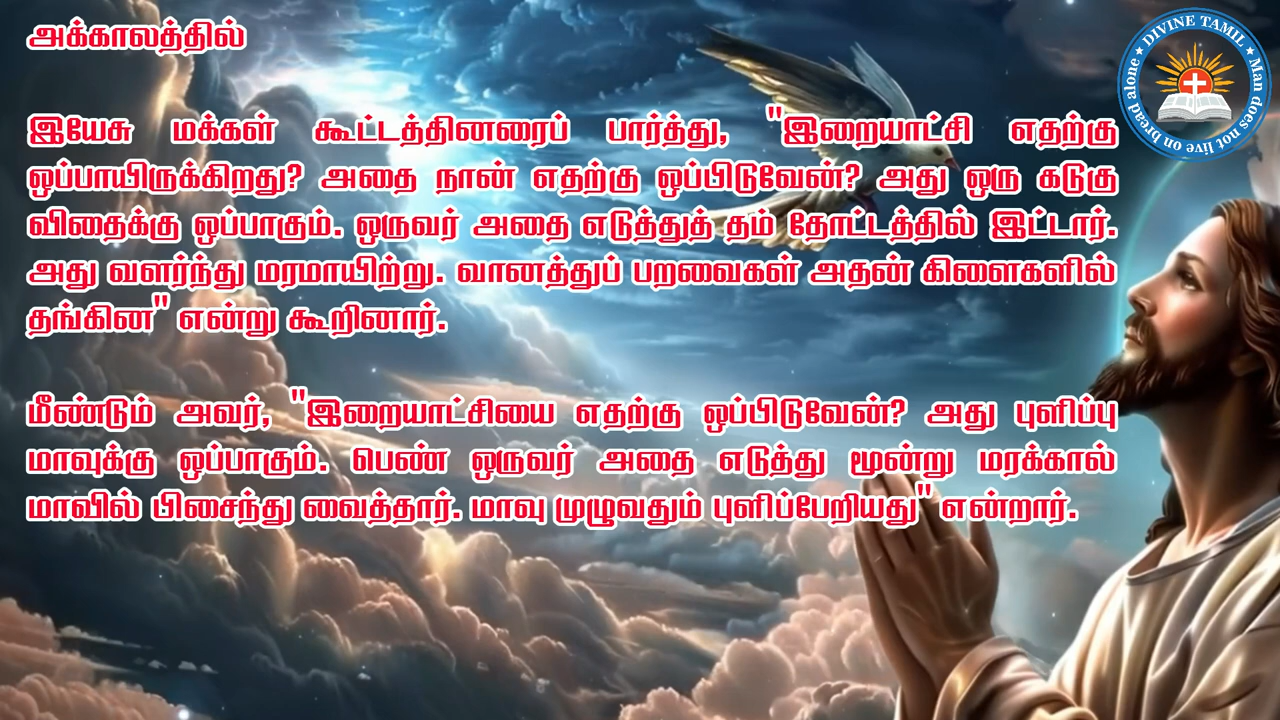 அக்காலத்தில்
இயேசு மக்கள் கூட்டத்தினரைப் பார்த்து, "இறையாட்சி எதற்கு
ஒப்பாயிருக்கிறது? அதை நான் எதற்கு ஒப்பிடுவேன்? அது ஒரு கடுகு
விதைக்கு ஒப்பாகும். ஒருவர் அதை எடுத்துத் தம் தோட்டத்தில் இட்டார்.
அது வளர்ந்து மரமாயிற்று. வானத்துப் பறவைகள் அதன் கிளைகளில்
தங்கின" என்று கூறினார்.
மீண்டும் அவர், "இறையாட்சியை எதற்கு ஒப்பிடுவேன்? அது புளிப்பு
மாவுக்கு ஒப்பாகும். பெண் ஒருவர் அதை எடுத்து மூன்று மரக்கால்
மாவில் பிசைந்து வைத்தார். மாவு முழுவதும் புளிப்பேறியது" என்றார்.
DIVINE TAMIL
Man does not live on bread alone